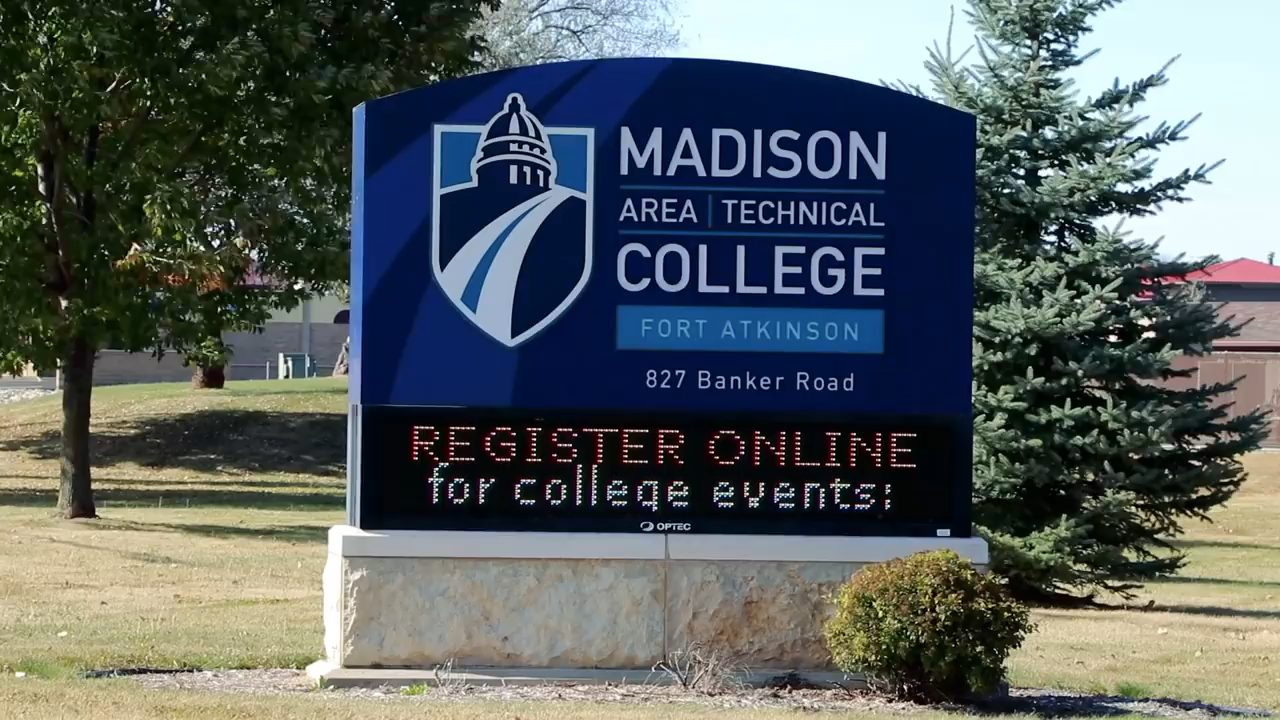 MADISON
AREA | TECHNICAL
COLLEGE
FORT ATKINSON
827 Banker Road
REGISTER ONLINE
for college events:
OPTEC